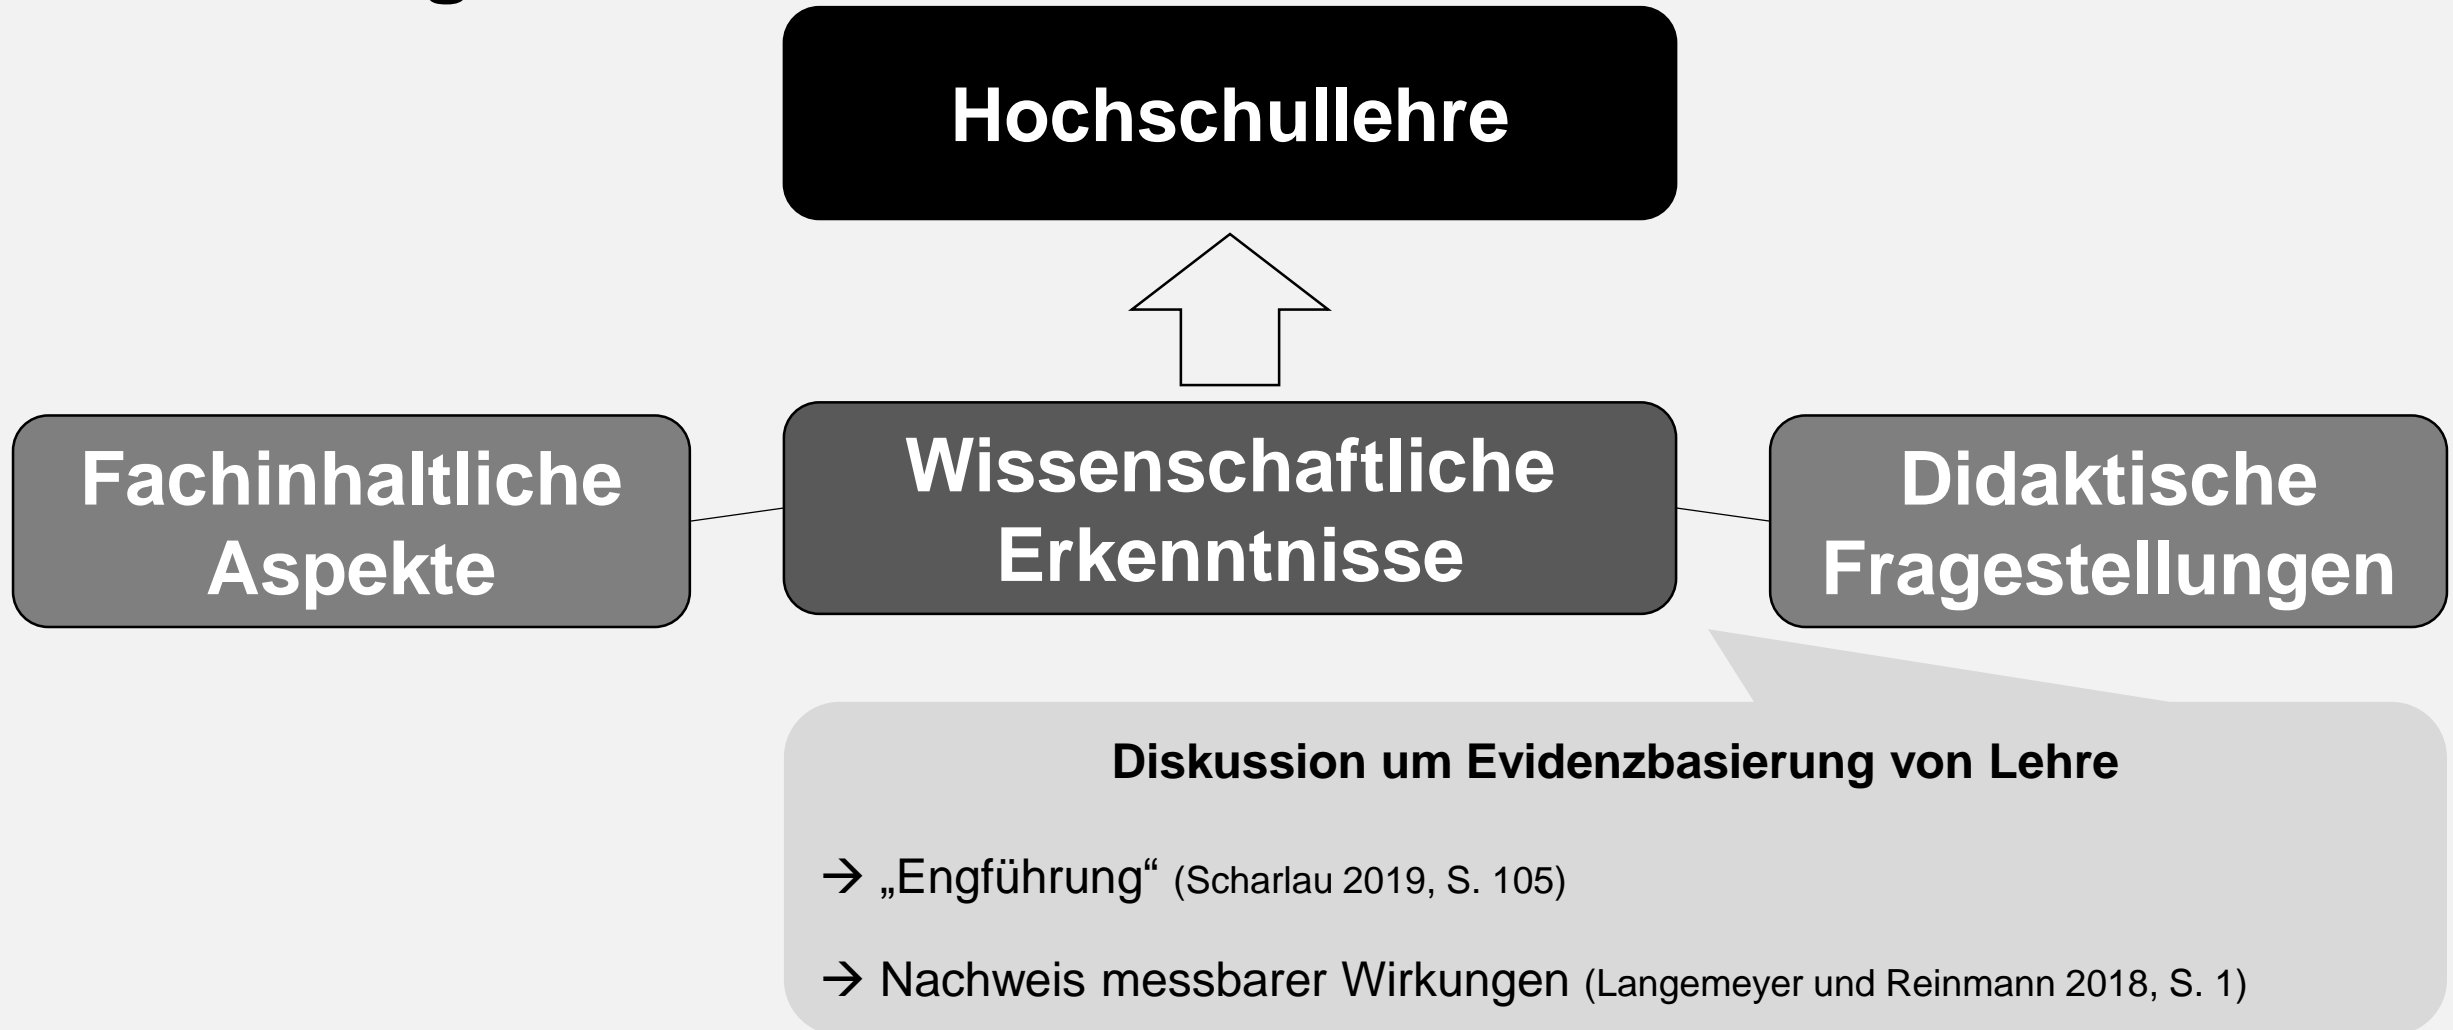 Hochschullehre
Fachinhaltliche
Aspekte
Wissenschaftliche
Erkenntnisse
Didaktische
Fragestellungen
Diskussion um Evidenzbasierung von Lehre
→ „Engführung“ (Scharlau 2019, S. 105)
→ Nachweis messbarer Wirkungen (Langemeyer und Reinmann 2018, S. 1)